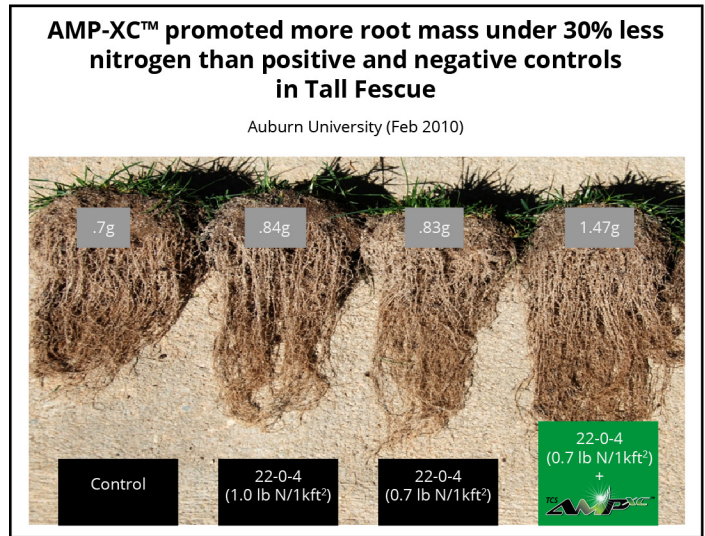 AMP-XC™ promoted more root mass under 30% less
nitrogen than positive and negative controls
in Tall Fescue
Auburn University (Feb 2010)
.7g
.84g
.83g
1.47g
Control
22-0-4
(1.0 lb N/1kft²)
22-0-4
(0.7 lb N/1kft²)
22-0-4
(0.7 lb N/1kft²)
+
TCS AMP XC™